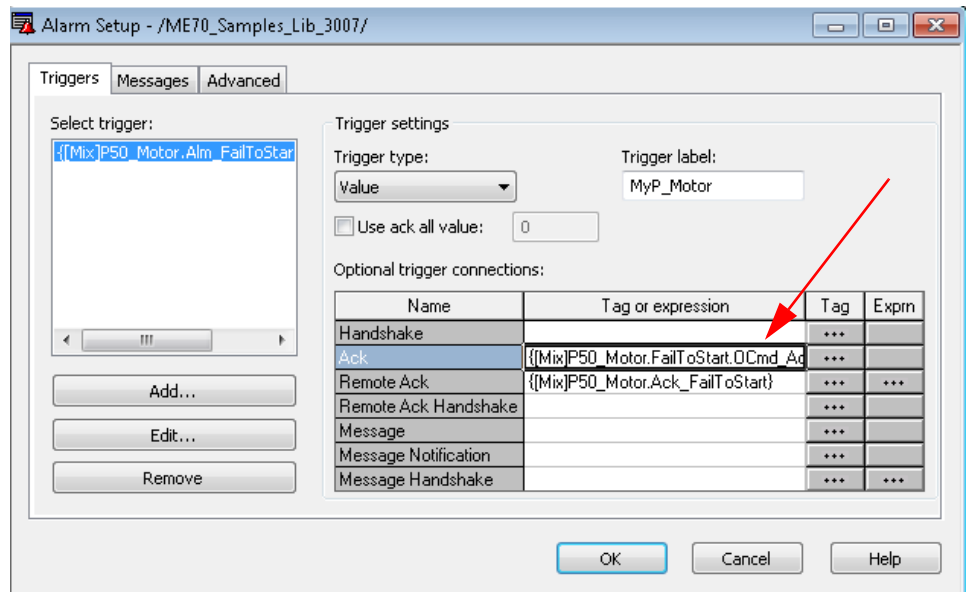 Alarm Setup - /ME70_Samples_Lib_3007/
Triggers Messages Advanced
Select trigger:
{[Mix]P50_Motor.Alm_FailToStar
Add...
Edit...
Remove
Trigger settings
Trigger type:
Value
Trigger label:
MyP_Motor
Use ack all value: 0
Optional trigger connections:
Name Tag or expression Tag Exprn
Handshake •••
Ack {[Mix]P50_Motor.FailToStart.OCmd_Ac •••
Remote Ack {[Mix]P50_Motor.Ack_FailToStart} ••• •••
Remote Ack Handshake •••
Message •••
Message Notification •••
Message Handshake ••• •••
OK Cancel Help